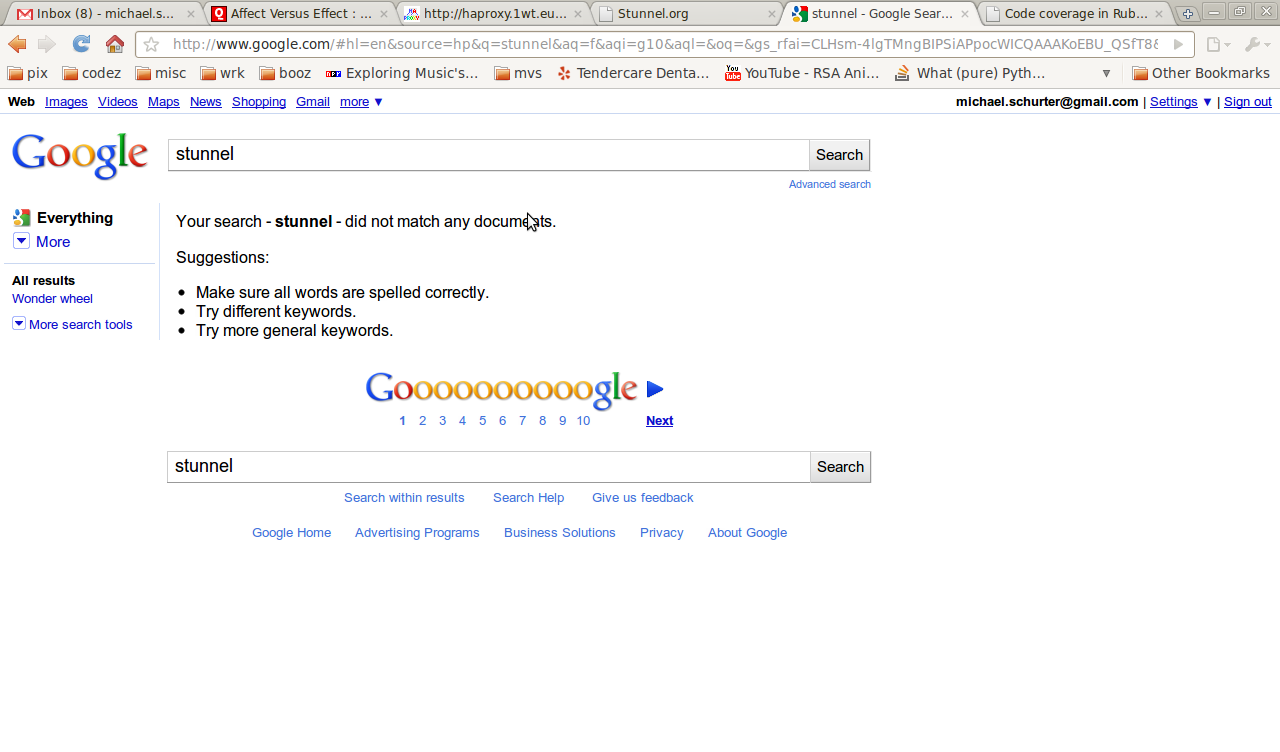 Inbox (8) - michael.s... Affect Versus Effect : ... http://haproxy.1wt.eu... Stunnel.org stunnel - Google Sear... Code coverage in Rub...
http://www.google.com/#hl=en&source=hp&q=stunnel&aq=f&aqi=g10&aql=&oq=&gs_rfai=CLHsm-4lgTMngBIPSiAPpocWICQAAAKoEBU_QSfT8&
pix codez misc wrk booz Exploring Music's... mvs Tendercare Denta... YouTube - RSA Ani... What (pure) Pyth... Other Bookmarks
Web Images Videos Maps News Shopping Gmail more ▼ michael.schurter@gmail.com | Settings ▼ | Sign out
Google stunnel Search
Advanced search
Everything
More
All results
Wonder wheel
More search tools
Your search - stunnel - did not match any documents.
Suggestions:
• Make sure all words are spelled correctly.
• Try different keywords.
• Try more general keywords.
Goooooooooogle
1 2 3 4 5 6 7 8 9 10 Next
stunnel Search
Search within results Search Help Give us feedback
Google Home Advertising Programs Business Solutions Privacy About Google